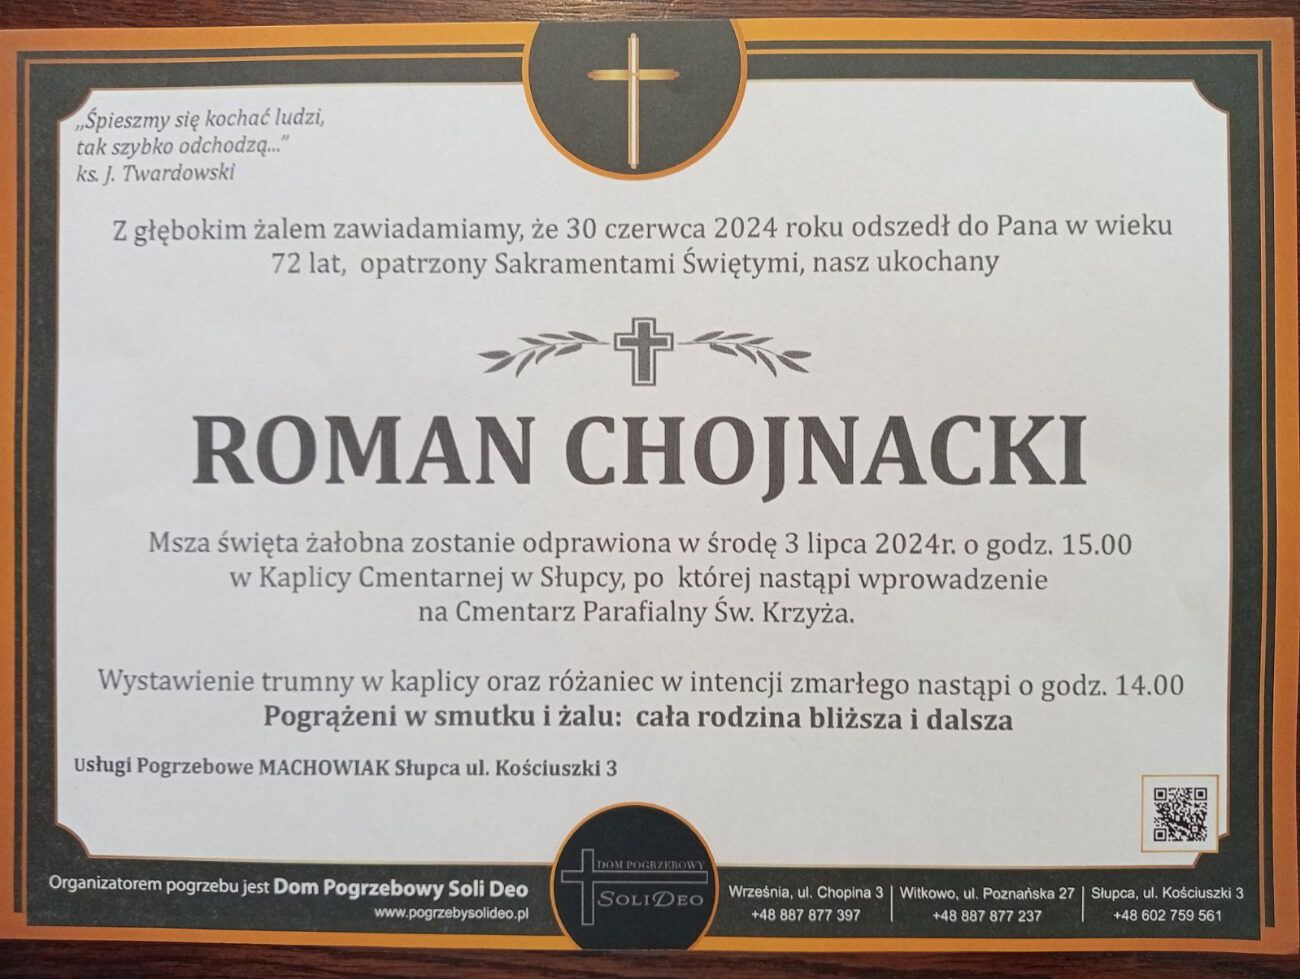 „Śpieszmy się kochać ludzi,
tak szybko odchodzą..."
ks. J. Twardowski
Z głębokim żalem zawiadamiamy, że 30 czerwca 2024 roku odszedł do Pana w wieku
72 lat, opatrzony Sakramentami Świętymi, nasz ukochany
ROMAN CHOJNACKI
Msza święta żałobna zostanie odprawiona w środę 3 lipca 2024r. o godz. 15.00
w Kaplicy Cmentarnej w Słupcy, po której nastąpi wprowadzenie
na Cmentarz Parafialny Św. Krzyża.
Wystawienie trumny w kaplicy oraz różaniec w intencji zmarłego nastąpi o godz. 14.00
Pogrążeni w smutku i żalu: cała rodzina bliższa i dalsza
Usługi Pogrzebowe MACHOWIAK Słupca ul. Kościuszki 3
Organizatorem pogrzebu jest Dom Pogrzebowy Soli Deo
www.pogrzebysolideo.pl
DOM POGRZEBOWY
SOLI DEO
Września, ul. Chopina 3
+48 887 877 397
Witkowo, ul. Poznańska 27
+48 887 877 237
Słupca, ul. Kościuszki 3
+48 602 759 561